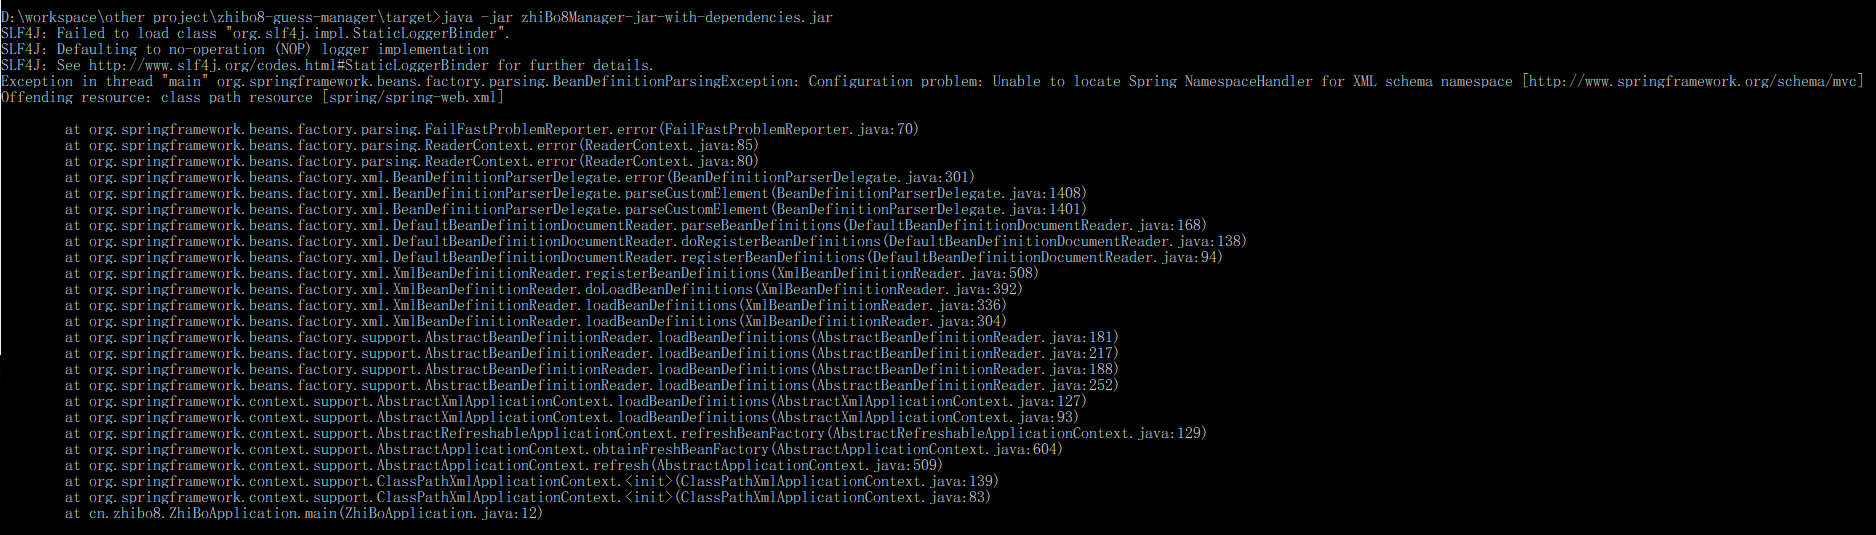 D:\workspace\other project\zhibo8-guess-manager\target>java -jar zhiBo8Manager-jar-with-dependencies.jar
SLF4J: Failed to load class "org.slf4j.impl.StaticLoggerBinder".
SLF4J: Defaulting to no-operation (NOP) logger implementation
SLF4J: See http://www.slf4j.org/codes.html#StaticLoggerBinder for further details.
Exception in thread "main" org.springframework.beans.factory.parsing.BeanDefinitionParsingException: Configuration problem: Unable to locate Spring NamespaceHandler for XML schema namespace [http://www.springframework.org/schema/mvc]
Offending resource: class path resource [spring/spring-web.xml]
at org.springframework.beans.factory.parsing.FailFastProblemReporter.error(FailFastProblemReporter.java:70)
at org.springframework.beans.factory.parsing.ReaderContext.error(ReaderContext.java:85)
at org.springframework.beans.factory.parsing.ReaderContext.error(ReaderContext.java:80)
at org.springframework.beans.factory.xml.BeanDefinitionParserDelegate.error(BeanDefinitionParserDelegate.java:301)
at org.springframework.beans.factory.xml.BeanDefinitionParserDelegate.parseCustomElement(BeanDefinitionParserDelegate.java:1408)
at org.springframework.beans.factory.xml.BeanDefinitionParserDelegate.parseCustomElement(BeanDefinitionParserDelegate.java:1401)
at org.springframework.beans.factory.xml.DefaultBeanDefinitionDocumentReader.parseBeanDefinitions(DefaultBeanDefinitionDocumentReader.java:168)
at org.springframework.beans.factory.xml.DefaultBeanDefinitionDocumentReader.doRegisterBeanDefinitions(DefaultBeanDefinitionDocumentReader.java:138)
at org.springframework.beans.factory.xml.DefaultBeanDefinitionDocumentReader.registerBeanDefinitions(DefaultBeanDefinitionDocumentReader.java:94)
at org.springframework.beans.factory.xml.XmlBeanDefinitionReader.registerBeanDefinitions(XmlBeanDefinitionReader.java:508)
at org.springframework.beans.factory.xml.XmlBeanDefinitionReader.doLoadBeanDefinitions(XmlBeanDefinitionReader.java:392)
at org.springframework.beans.factory.xml.XmlBeanDefinitionReader.loadBeanDefinitions(XmlBeanDefinitionReader.java:336)
at org.springframework.beans.factory.xml.XmlBeanDefinitionReader.loadBeanDefinitions(XmlBeanDefinitionReader.java:304)
at org.springframework.beans.factory.support.AbstractBeanDefinitionReader.loadBeanDefinitions(AbstractBeanDefinitionReader.java:181)
at org.springframework.beans.factory.support.AbstractBeanDefinitionReader.loadBeanDefinitions(AbstractBeanDefinitionReader.java:217)
at org.springframework.beans.factory.support.AbstractBeanDefinitionReader.loadBeanDefinitions(AbstractBeanDefinitionReader.java:188)
at org.springframework.beans.factory.support.AbstractBeanDefinitionReader.loadBeanDefinitions(AbstractBeanDefinitionReader.java:252)
at org.springframework.context.support.AbstractXmlApplicationContext.loadBeanDefinitions(AbstractXmlApplicationContext.java:127)
at org.springframework.context.support.AbstractXmlApplicationContext.loadBeanDefinitions(AbstractXmlApplicationContext.java:93)
at org.springframework.context.support.AbstractRefreshableApplicationContext.refreshBeanFactory(AbstractRefreshableApplicationContext.java:129)
at org.springframework.context.support.AbstractApplicationContext.obtainFreshBeanFactory(AbstractApplicationContext.java:604)
at org.springframework.context.support.AbstractApplicationContext.refresh(AbstractApplicationContext.java:509)
at org.springframework.context.support.ClassPathXmlApplicationContext.<init>(ClassPathXmlApplicationContext.java:139)
at org.springframework.context.support.ClassPathXmlApplicationContext.<init>(ClassPathXmlApplicationContext.java:83)
at cn.zhibo8.ZhiBoApplication.main(ZhiBoApplication.java:12)